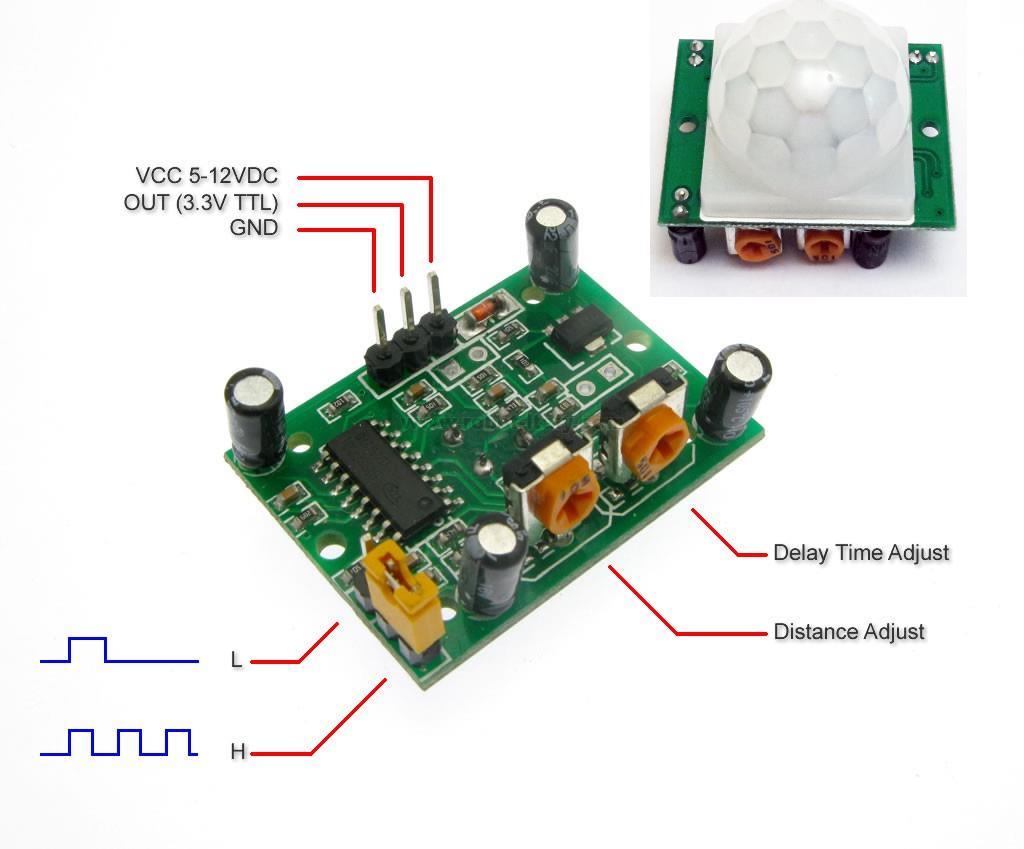 VCC 5-12VDC
OUT (3.3V TTL)
GND
Delay Time Adjust
Distance Adjust
L
H